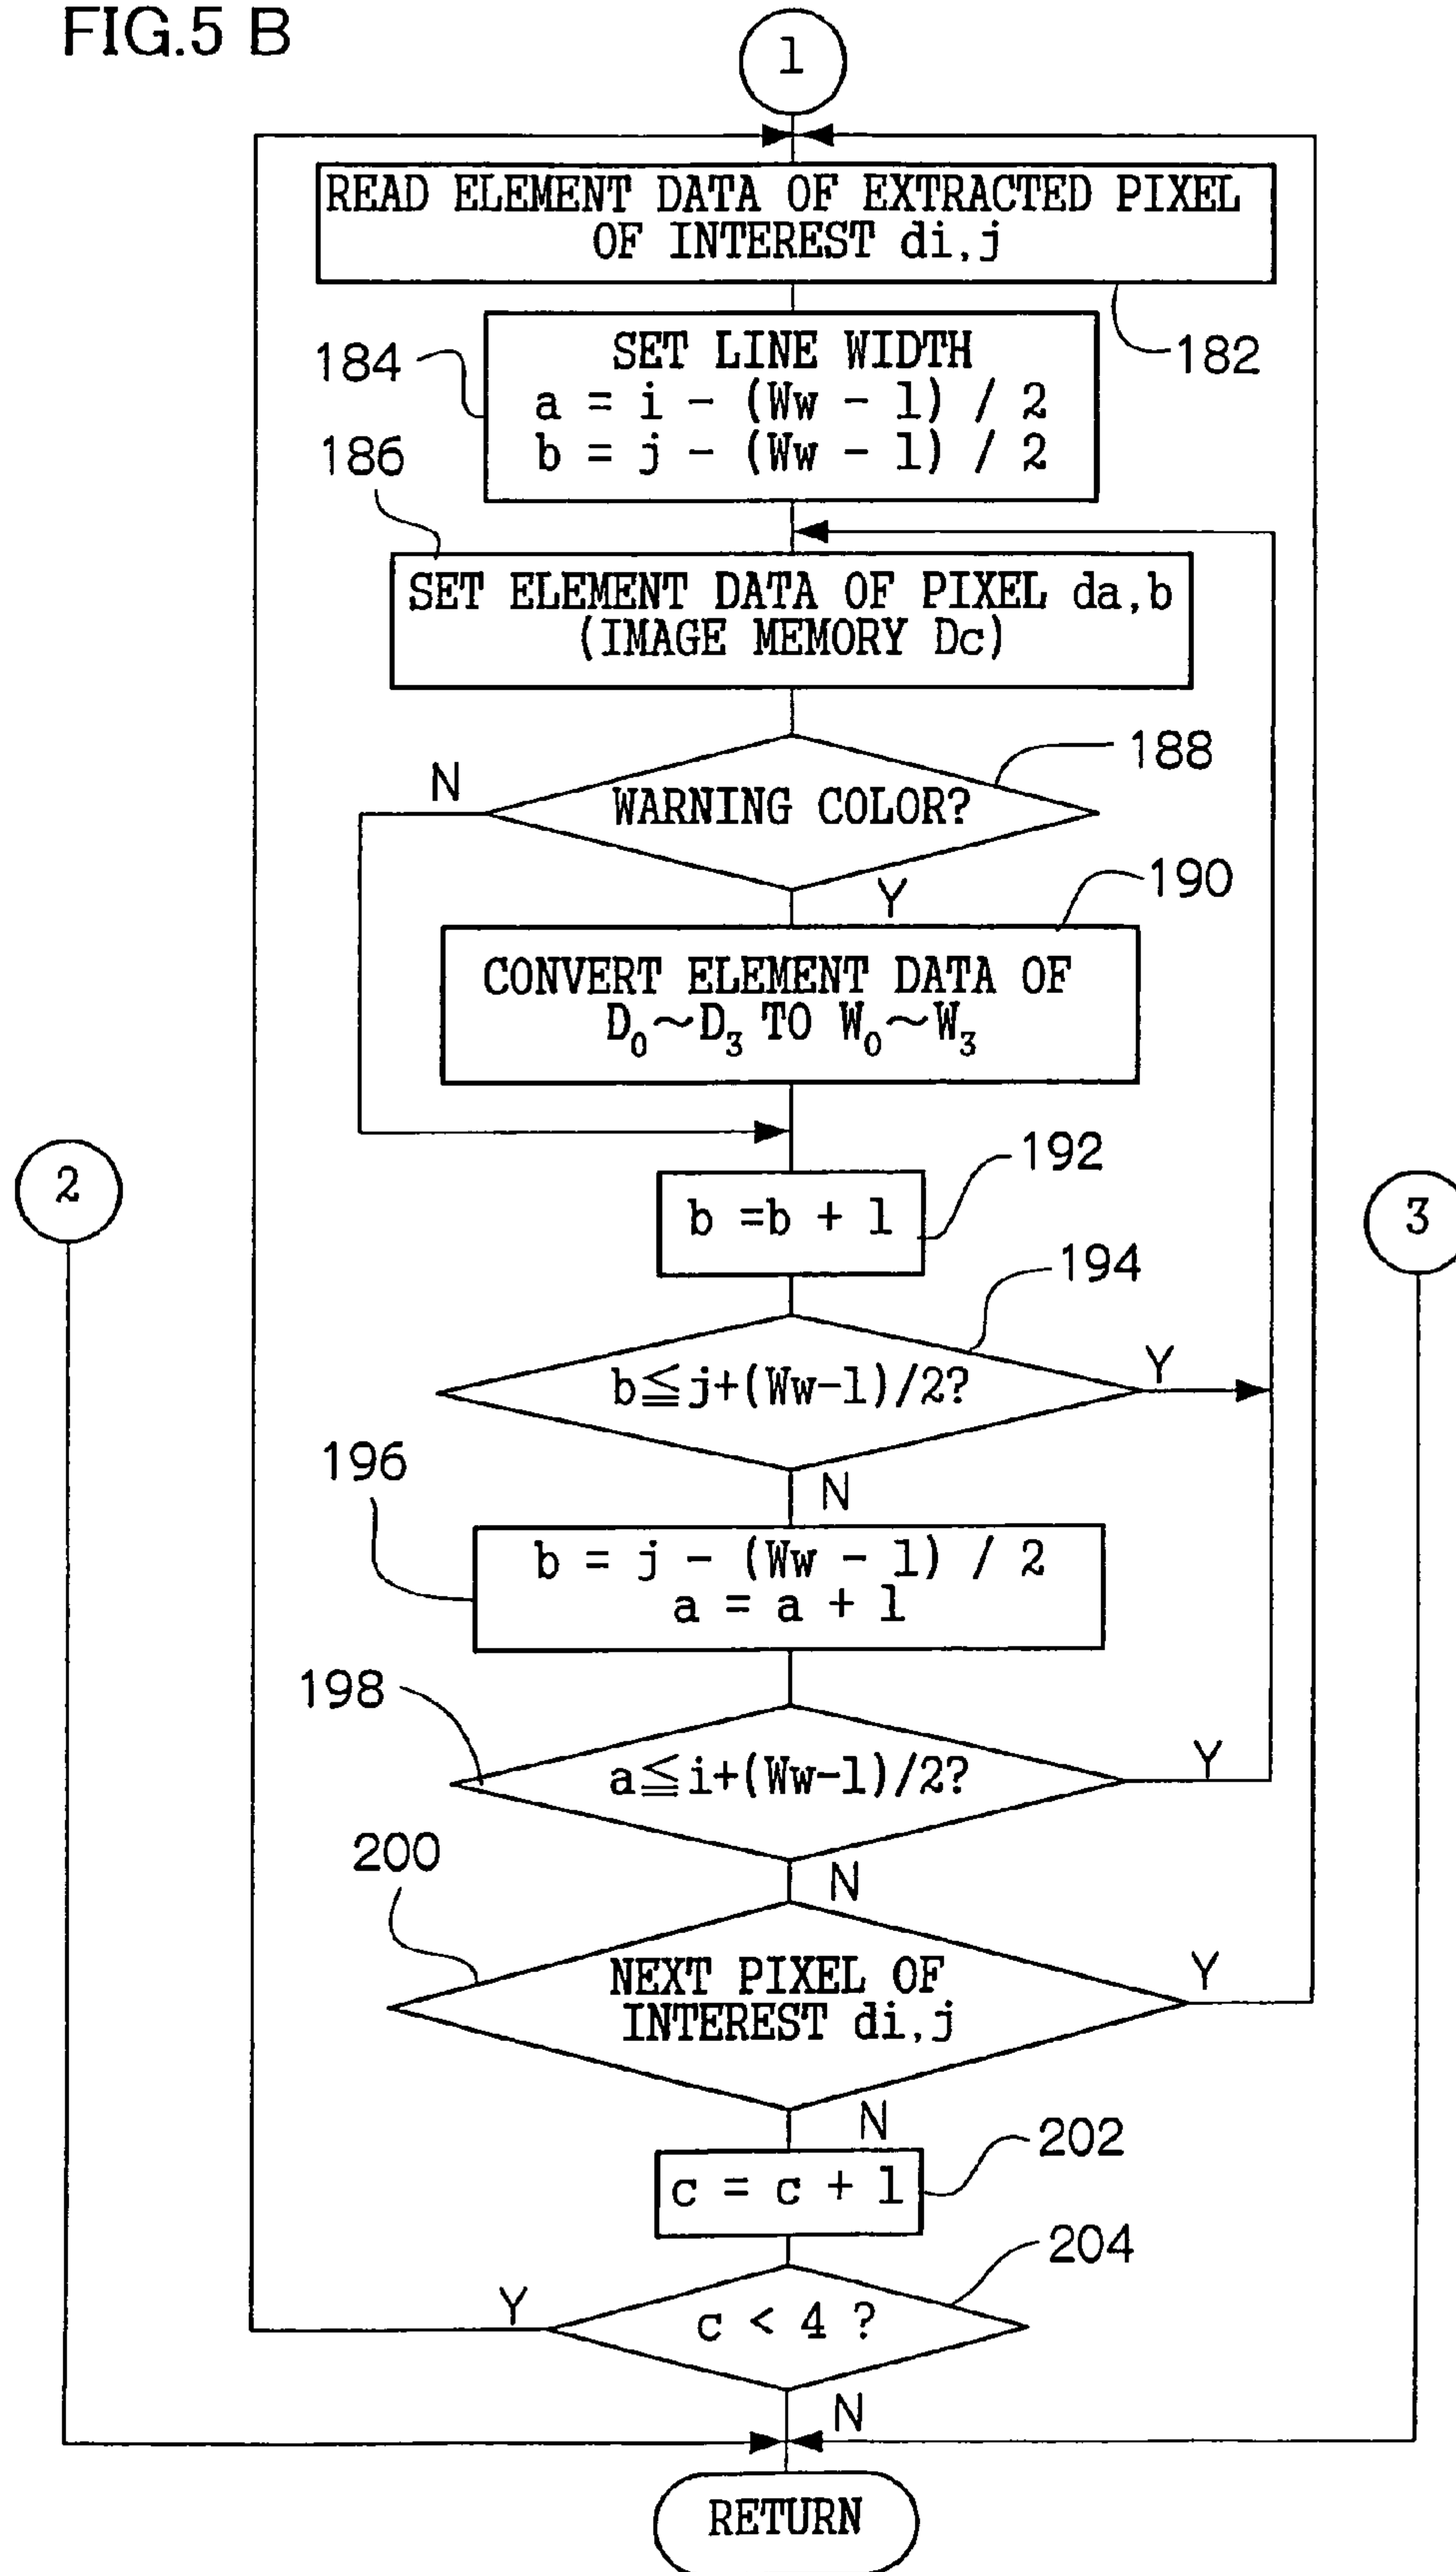 FIG.5 B
1
READ ELEMENT DATA OF EXTRACTED PIXEL
OF INTEREST di,j
182
184
SET LINE WIDTH
a = i - (Ww - 1) / 2
b = j - (Ww - 1) / 2
186
SET ELEMENT DATA OF PIXEL da,b
(IMAGE MEMORY Dc)
188
N
WARNING COLOR?
Y
190
CONVERT ELEMENT DATA OF
D₀~D₃ TO W₀~W₃
2
192
b =b + 1
3
194
b≦j+(Ww-1)/2?
Y
196
N
b = j - (Ww - 1) / 2
a = a + 1
198
a≦i+(Ww-1)/2?
Y
200
N
NEXT PIXEL OF
INTEREST di,j
Y
N
202
c = c + 1
204
Y
c < 4 ?
N
RETURN